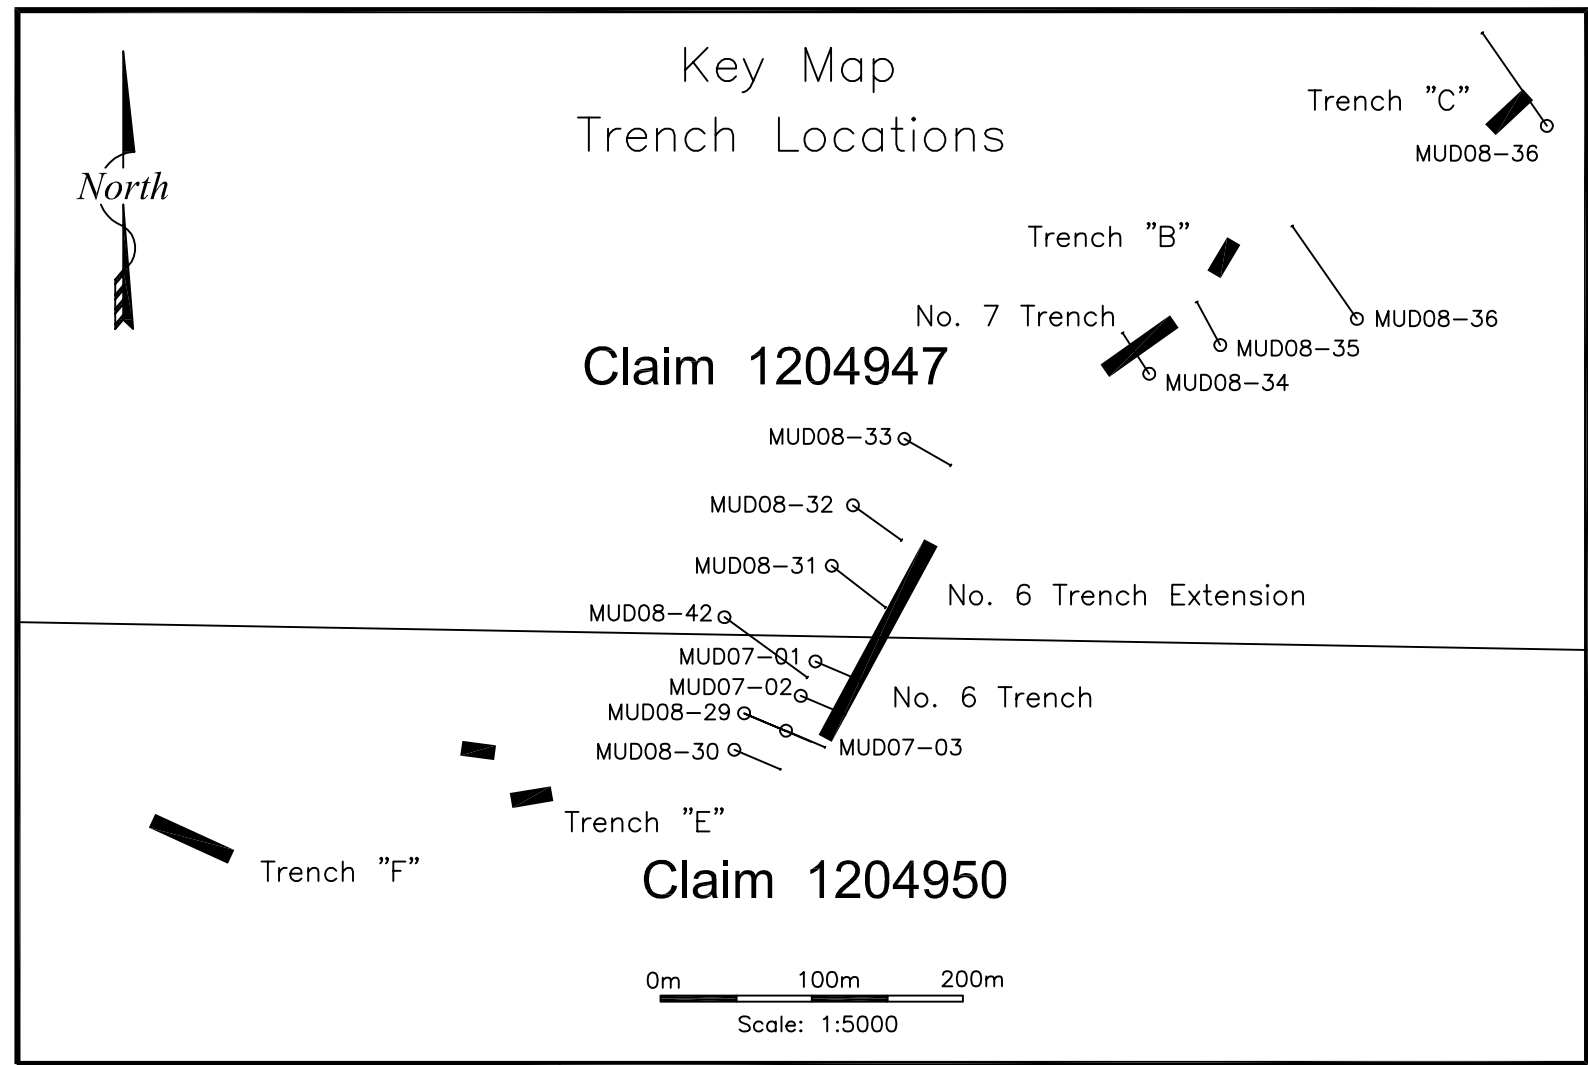 Key Map
Trench Locations
North
Trench "C"
MUD08-36
Trench "B"
No. 7 Trench
MUD08-36
MUD08-35
MUD08-34
Claim 1204947
MUD08-33
MUD08-32
MUD08-31
No. 6 Trench Extension
MUD08-42
MUD07-01
MUD07-02
No. 6 Trench
MUD08-29
MUD07-03
MUD08-30
Trench "E"
Trench "F"
Claim 1204950
0m 100m 200m
Scale: 1:5000